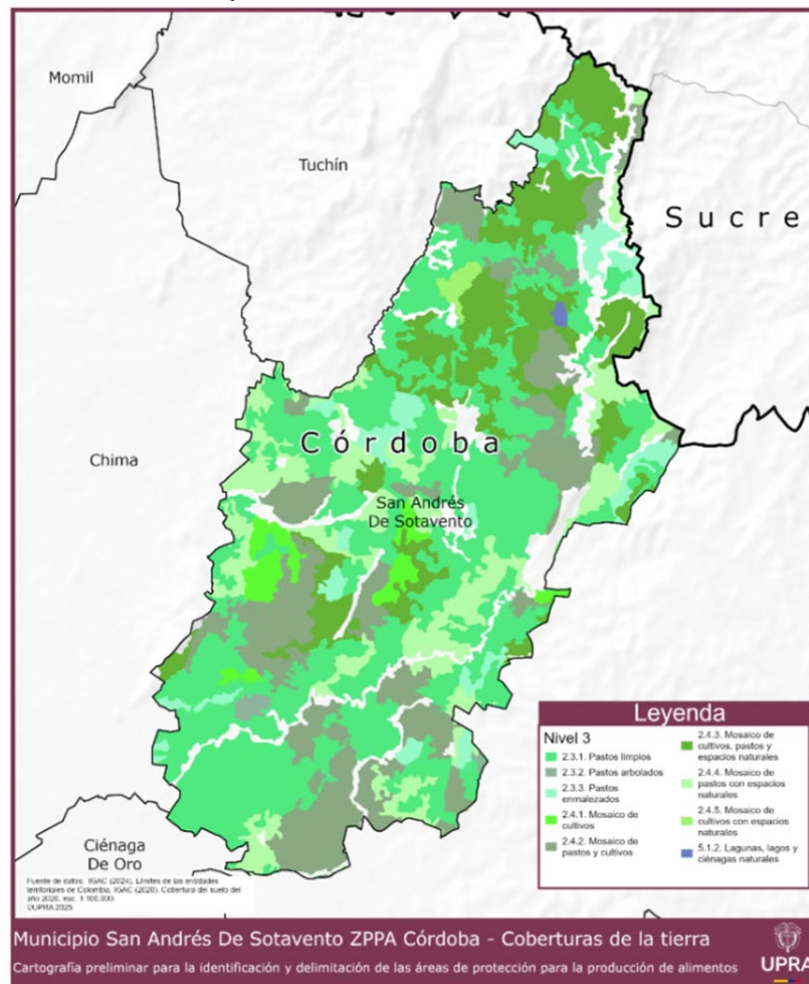 Momil
Tuchín
Sucre
Chima
Córdoba
San Andrés
De Sotavento
Ciénaga
De Oro
Leyenda
Nivel 3
2.3.1. Pastos limpios
2.3.2. Pastos arbolados
2.3.3. Pastos
enmalezados
2.4.1. Mosaico de
cultivos
2.4.2. Mosaico de
pastos y cultivos
2.4.3. Mosaico de
cultivos, pastos y
espacios naturales
2.4.4. Mosaico de
pastos con espacios
naturales
2.4.5. Mosaico de
cultivos con espacios
naturales
5.1.2. Lagunas, lagos y
ciénagas naturales
Fuente de datos: IGAC (2024). Límites de las entidades
territoriales de Colombia. IGAC (2020). Cobertura del suelo del
año 2020, esc. 1:100.000.
©UPRA 2025
Municipio San Andrés De Sotavento ZPPA Córdoba - Coberturas de la tierra
Cartografía preliminar para la identificación y delimitación de las áreas de protección para la producción de alimentos
UPRA